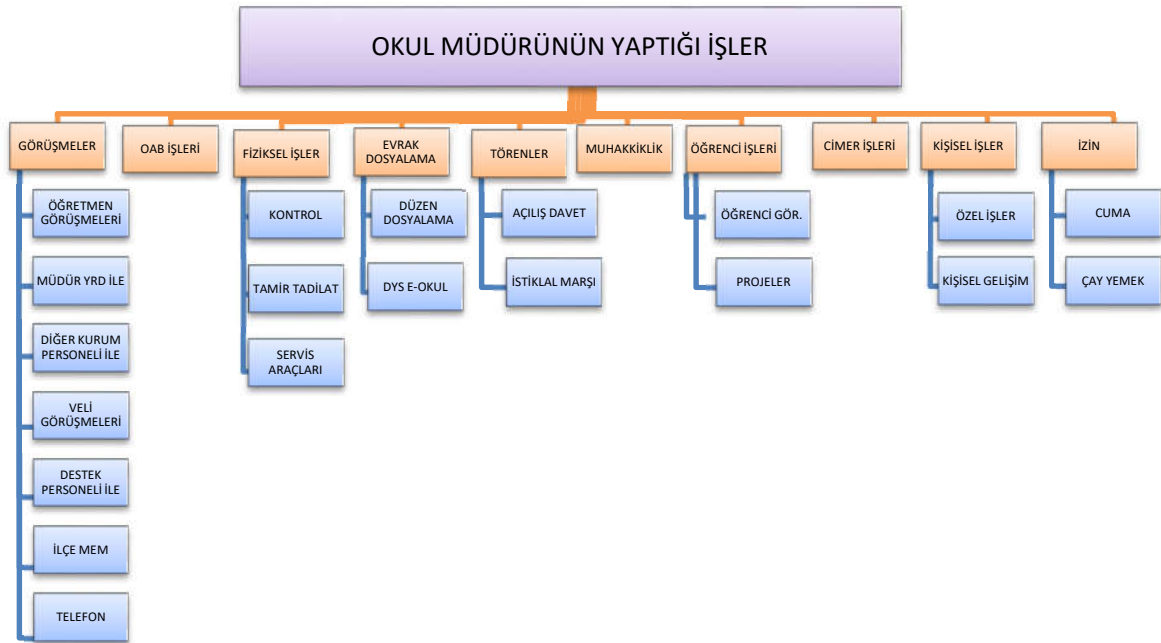 OKUL MÜDÜRÜNÜN YAPTIĞI İŞLER
GÖRÜŞMELER
ÖĞRETMEN
GÖRÜŞMELERİ
MÜDÜR YRD İLE
DİĞER KURUM
PERSONELİ İLE
VELİ
GÖRÜŞMELERİ
DESTEK
PERSONELİ İLE
İLÇE MEM
TELEFON
OAB İŞLERİ
FİZİKSEL İŞLER
KONTROL
TAMİR TADİLAT
SERVİS
ARAÇLARI
EVRAK
DOSYALAMA
DÜZEN
DOSYALAMA
DYS E-OKUL
TÖRENLER
AÇILIŞ DAVET
İSTİKLAL MARŞI
MUHAKKİKLİK
ÖĞRENCİ İŞLERİ
ÖĞRENCİ GÖR.
PROJELER
CİMER İŞLERİ
KİŞİSEL İŞLER
ÖZEL İŞLER
KİŞİSEL GELİŞİM
İZİN
CUMA
ÇAY YEMEK